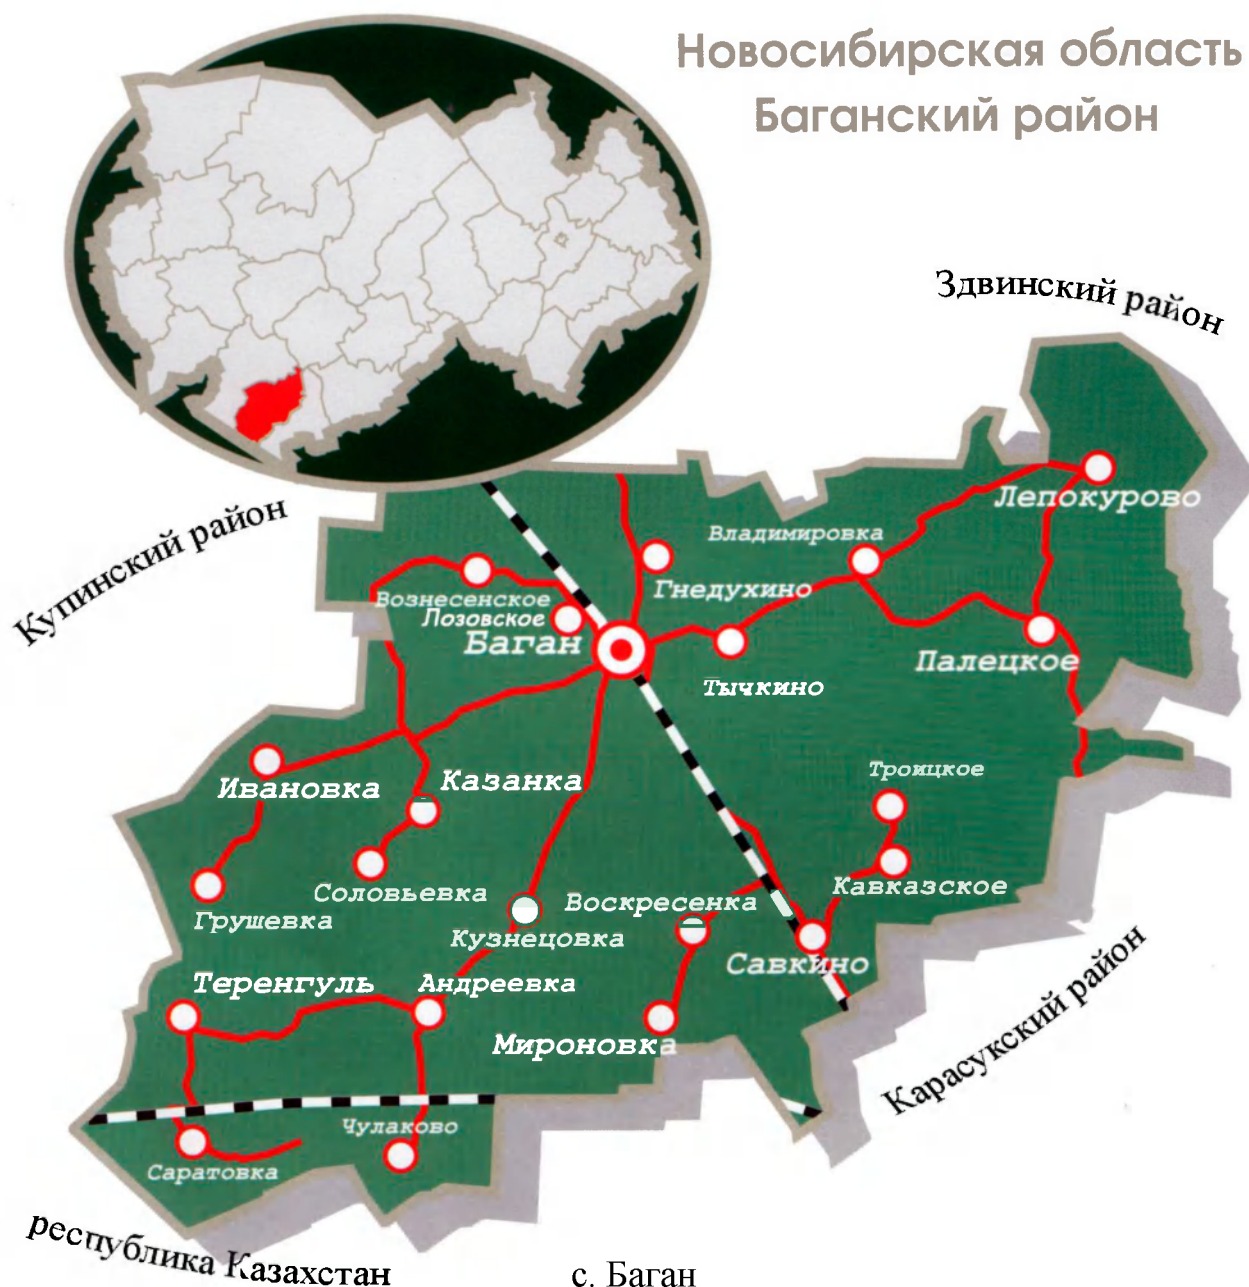 Новосибирская область
Баганский район
Здвинский район
Купинский район
Лепокурово
Владимировка
Гнедухино
Вознесенское
Лозовское
Баган
Палецкое
Тычкино
Троицкое
Ивановка
Казанка
Кавказское
Соловьевка
Воскресенка
Грушевка
Кузнецовка
Савкино
Теренгуль
Андреевка
Мироновка
Карасукский район
Чулаково
Саратовка
республика Казахстан
с. Баган